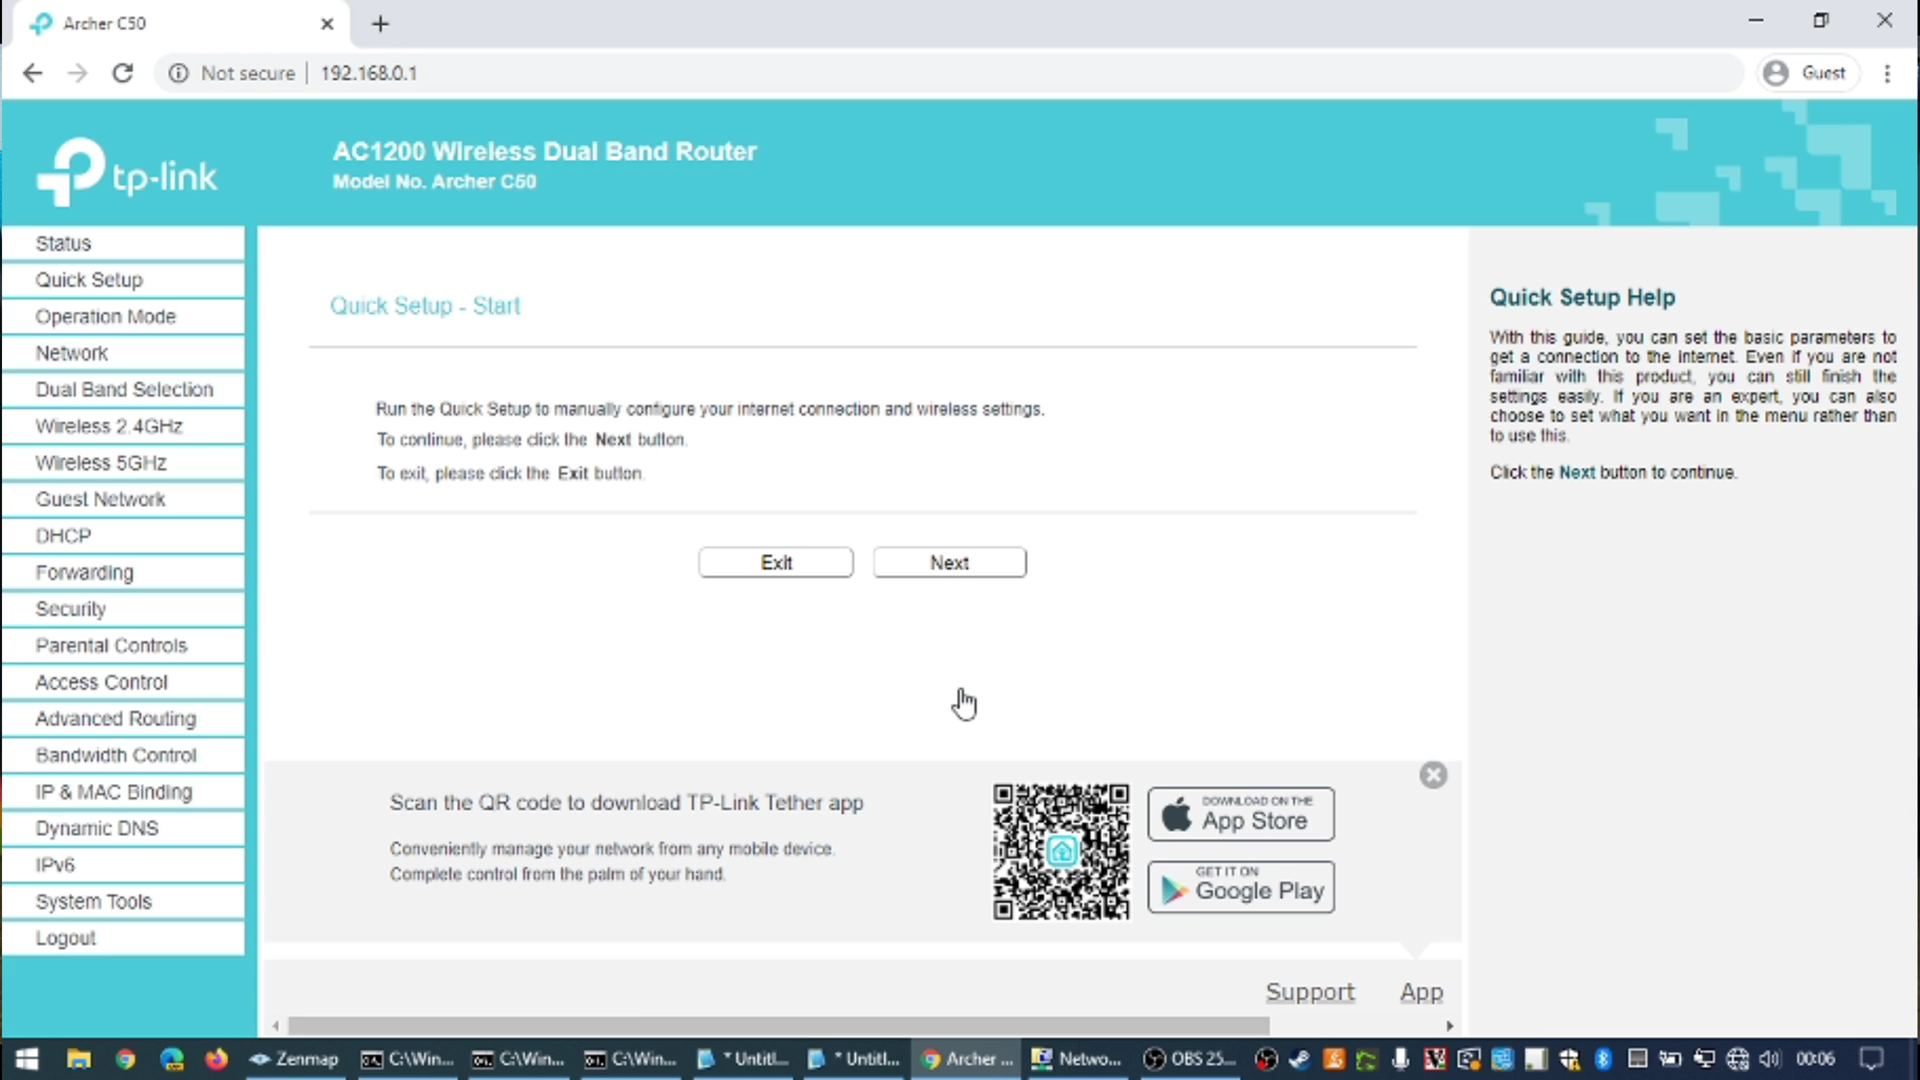 Archer C50
Not secure
192.168.0.1
Guest
tp-link
AC1200 Wireless Dual Band Router
Model No. Archer C50
Status
Quick Setup
Operation Mode
Network
Dual Band Selection
Wireless 2.4GHz
Wireless 5GHz
Guest Network
DHCP
Forwarding
Security
Parental Controls
Access Control
Advanced Routing
Bandwidth Control
IP & MAC Binding
Dynamic DNS
IPv6
System Tools
Logout
Quick Setup - Start
Run the Quick Setup to manually configure your internet connection and wireless settings.
To continue, please click the Next button.
To exit, please click the Exit button.
Exit
Next
Quick Setup Help
With this guide, you can set the basic parameters to
get a connection to the Internet. Even if you are not
familiar with this product, you can still finish the
settings easily. If you are an expert, you can also
choose to set what you want in the menu rather than
to use this.
Click the Next button to continue.
Scan the QR code to download TP-Link Tether app
Conveniently manage your network from any mobile device.
Complete control from the palm of your hand.
DOWNLOAD ON THE
App Store
GET IT ON
Google Play
Support
App
Zenmap
C:\Win...
C:\Win...
C:\Win...
* Untitl...
* Untitl...
Archer ...
Netwo...
OBS 25...
00:06